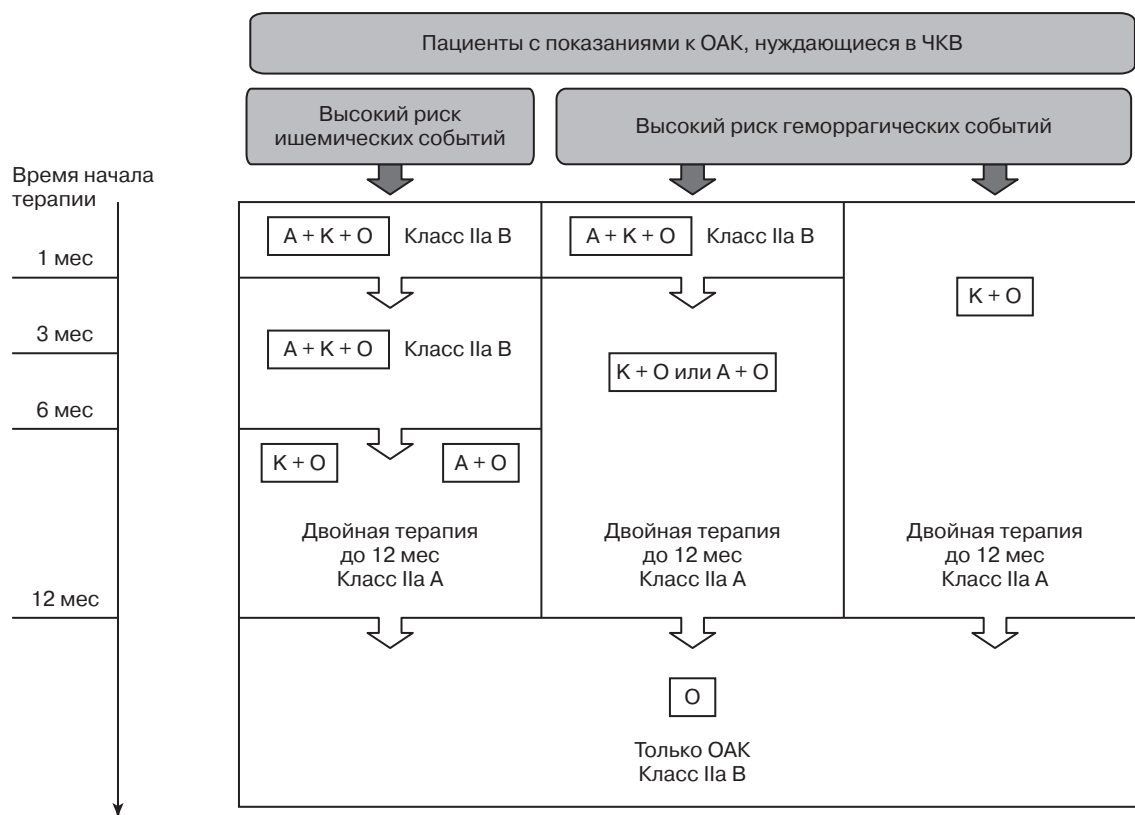 Пациенты с показаниями к ОАК, нуждающиеся в ЧКВ
Высокий риск
ишемических событий
Высокий риск геморрагических событий
Время начала
терапии
А + К + О Класс IIa B
А + К + О Класс IIa B
1 мес
К + О
3 мес
А + К + О Класс IIa B
К + О или А + О
6 мес
К + О
А + О
Двойная терапия
до 12 мес
Класс IIa A
Двойная терапия
до 12 мес
Класс IIa A
Двойная терапия
до 12 мес
Класс IIa A
12 мес
О
Только ОАК
Класс IIa B